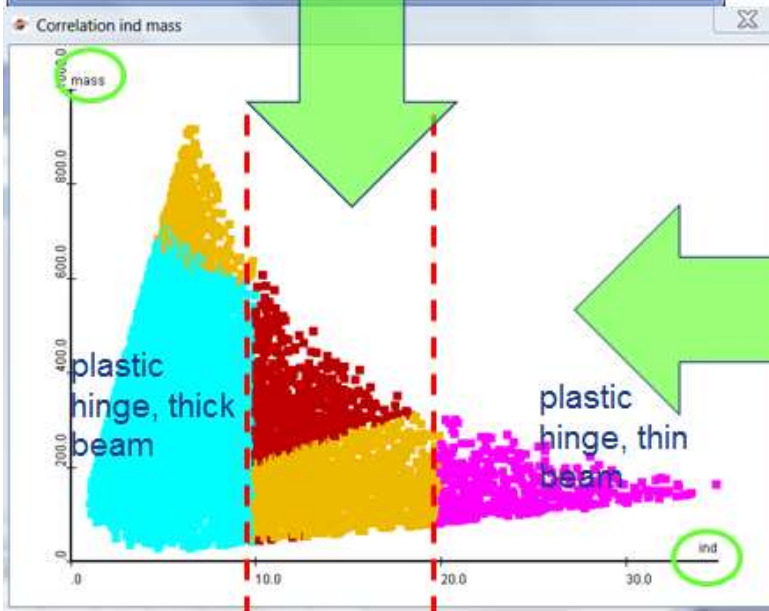 Correlation ind mass
1000.0
mass
800.0
600.0
400.0
200.0
.0
plastic
hinge, thick
beam
plastic
hinge, thin
beam
ind
.0
10.0
20.0
30.0